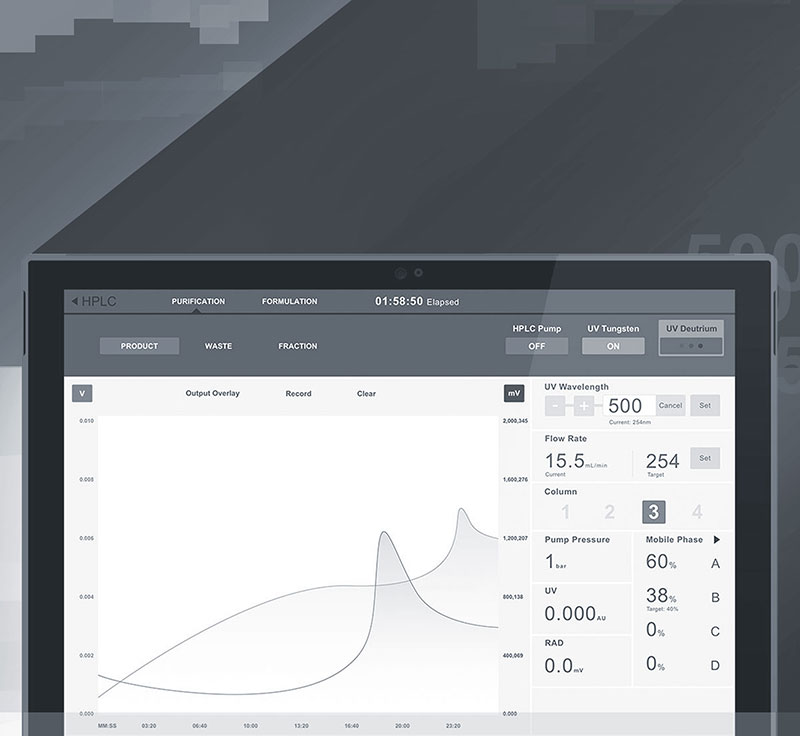 HPLC PURIFICATION FORMULATION 01:58:50 Elapsed
HPLC Pump UV Tungsten UV Deutrium
PRODUCT WASTE FRACTION OFF ON
V Output Overlay Record Clear mV
UV Wavelength
- + 500 Cancel Set
Current: 254nm
Flow Rate
15.5 mL/min 254 Set
Current Target
Column
1 2 3 4
Pump Pressure Mobile Phase
1 bar 60% A
UV 38% B
Target: 40%
0.000 AU 0% C
RAD
0.0 mV 0% D
0.010 2,000,345
0.008 1,600,276
0.006 1,200,207
0.004 800,138
0.002 400,069
0.000 0.000
MM:SS 03:20 06:40 10:00 13:20 16:40 20:00 23:20
500